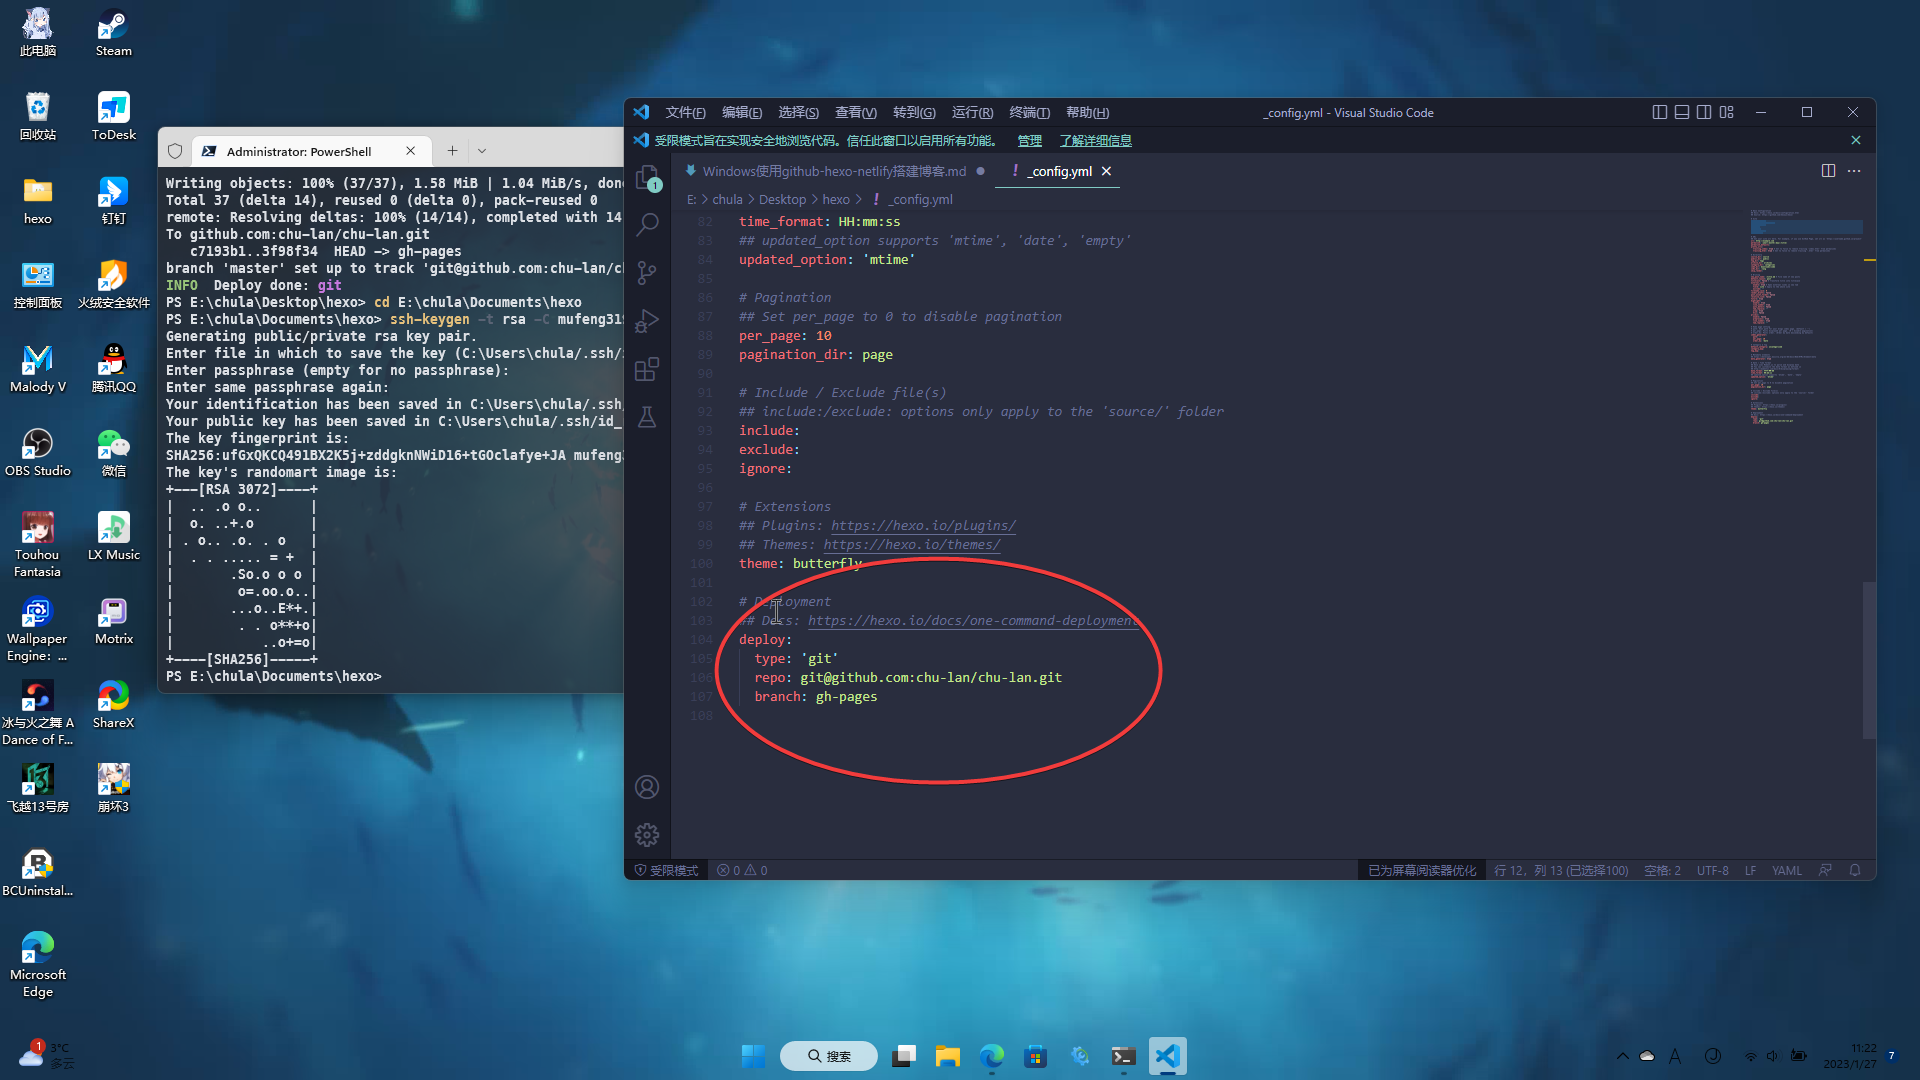 此电脑
Steam
回收站
ToDesk
hexo
钉钉
控制面板
火绒安全软件
Malody V
腾讯QQ
OBS Studio
微信
Touhou
Fantasia
LX Music
Wallpaper
Engine: ...
Motrix
冰与火之舞 A
Dance of F...
ShareX
飞越13号房
崩坏3
BCUninstal...
Microsoft
Edge
Administrator: PowerShell
Writing objects: 100% (37/37), 1.58 MiB | 1.04 MiB/s, done
Total 37 (delta 14), reused 0 (delta 0), pack-reused 0
remote: Resolving deltas: 100% (14/14), completed with 14
To github.com:chu-lan/chu-lan.git
c7193b1..3f98f34  HEAD -> gh-pages
branch 'master' set up to track 'git@github.com:chu-lan/c
INFO  Deploy done: git
PS E:\chula\Desktop\hexo> cd E:\chula\Documents\hexo
PS E:\chula\Documents\hexo> ssh-keygen -t rsa -C mufeng319
Generating public/private rsa key pair.
Enter file in which to save the key (C:\Users\chula/.ssh/i
Enter passphrase (empty for no passphrase):
Enter same passphrase again:
Your identification has been saved in C:\Users\chula/.ssh/
Your public key has been saved in C:\Users\chula/.ssh/id_
The key fingerprint is:
SHA256:ufGxQKCQ491BX2K5j+zddgknNWiD16+tGOclafye+JA mufeng3
The key's randomart image is:
+---[RSA 3072]----+
|  .. .o o..      |
|  o. ..+.o       |
| . o.. .o. . o   |
|  . . ..... = +  |
|       .So.o o o |
|        o=.oo.o..|
|       ...o..E*+.|
|        . . o**+o|
|           ..o+=o|
+----[SHA256]-----+
PS E:\chula\Documents\hexo>
文件(F) 编辑(E) 选择(S) 查看(V) 转到(G) 运行(R) 终端(T) 帮助(H)
_config.yml - Visual Studio Code
受限模式旨在实现安全地浏览代码。信任此窗口以启用所有功能。 管理 了解详细信息
1
Windows使用github-hexo-netlify搭建博客.md
! _config.yml
E: > chula > Desktop > hexo > ! _config.yml
82 time_format: HH:mm:ss
83 ## updated_option supports 'mtime', 'date', 'empty'
84 updated_option: 'mtime'
85
86 # Pagination
87 ## Set per_page to 0 to disable pagination
88 per_page: 10
89 pagination_dir: page
90
91 # Include / Exclude file(s)
92 ## include:/exclude: options only apply to the 'source/' folder
93 include:
94 exclude:
95 ignore:
96
97 # Extensions
98 ## Plugins: https://hexo.io/plugins/
99 ## Themes: https://hexo.io/themes/
100 theme: butterfly
101
102 # Deployment
103 ## Docs: https://hexo.io/docs/one-command-deployment
104 deploy:
105 type: 'git'
106 repo: git@github.com:chu-lan/chu-lan.git
107 branch: gh-pages
108
受限模式 0 0 已为屏幕阅读器优化 行 12，列 13 (已选择100) 空格: 2 UTF-8 LF YAML
1
3°C
多云
搜索
A
11:22
2023/1/27
7